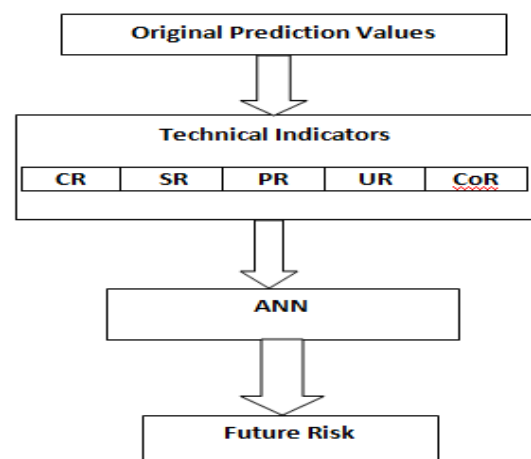 Original Prediction Values
Technical Indicators
CR SR PR UR CoR
ANN
Future Risk